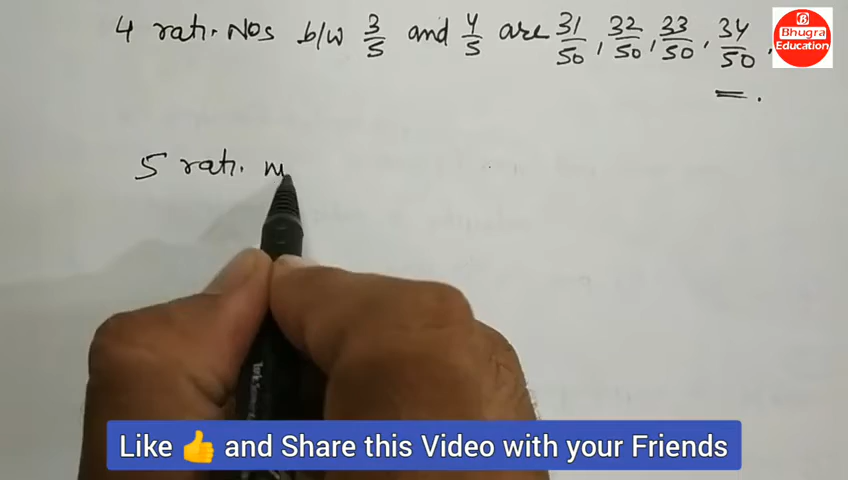 4 rati. NOs b/w 3/5 and 4/5 are 31/50, 32/50, 33/50, 34/50.
B
Bhugra
Education
5 rati. n
Like 👍 and Share this Video with your Friends